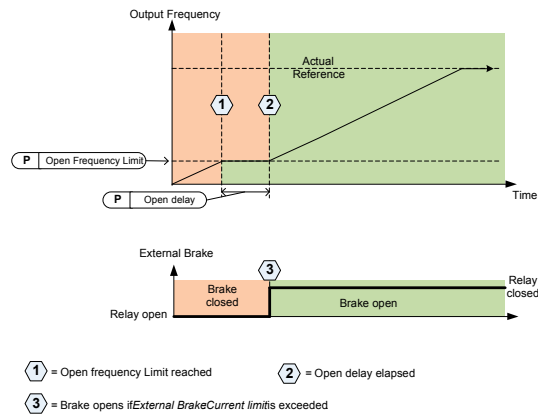 Output Frequency
Actual
Reference
1
2
P Open Frequency Limit
P Open delay
Time
External Brake
3
Brake
closed
Brake open
Relay
closed
Relay open
1 = Open frequency Limit reached
2 = Open delay elapsed
3 = Brake opens ifExternal BrakeCurrent limitis exceeded